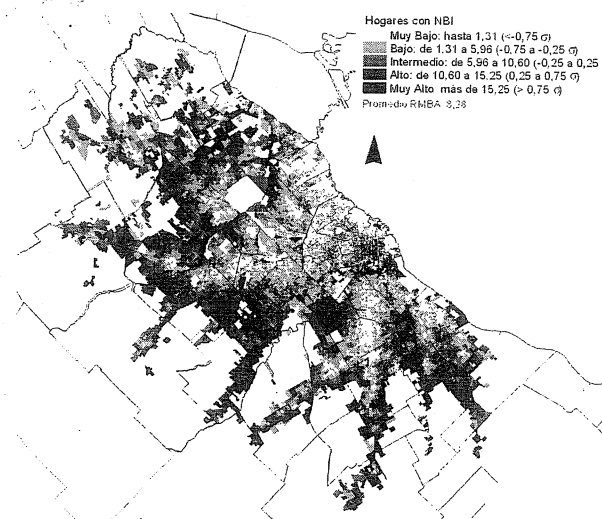 Hogares con NBI
Muy Bajo: hasta 1,31 (<-0,75 σ)
Bajo: de 1.31 a 5,96 (-0,75 a -0,25 σ)
Intermedio: de 5,96 a 10,60 (-0,25 a 0,25
Alto: de 10,60 a 15,25 (0,25 a 0,75 σ)
Muy Alto más de 15,25 (> 0,75 σ)
Promedio RMBA 8,28